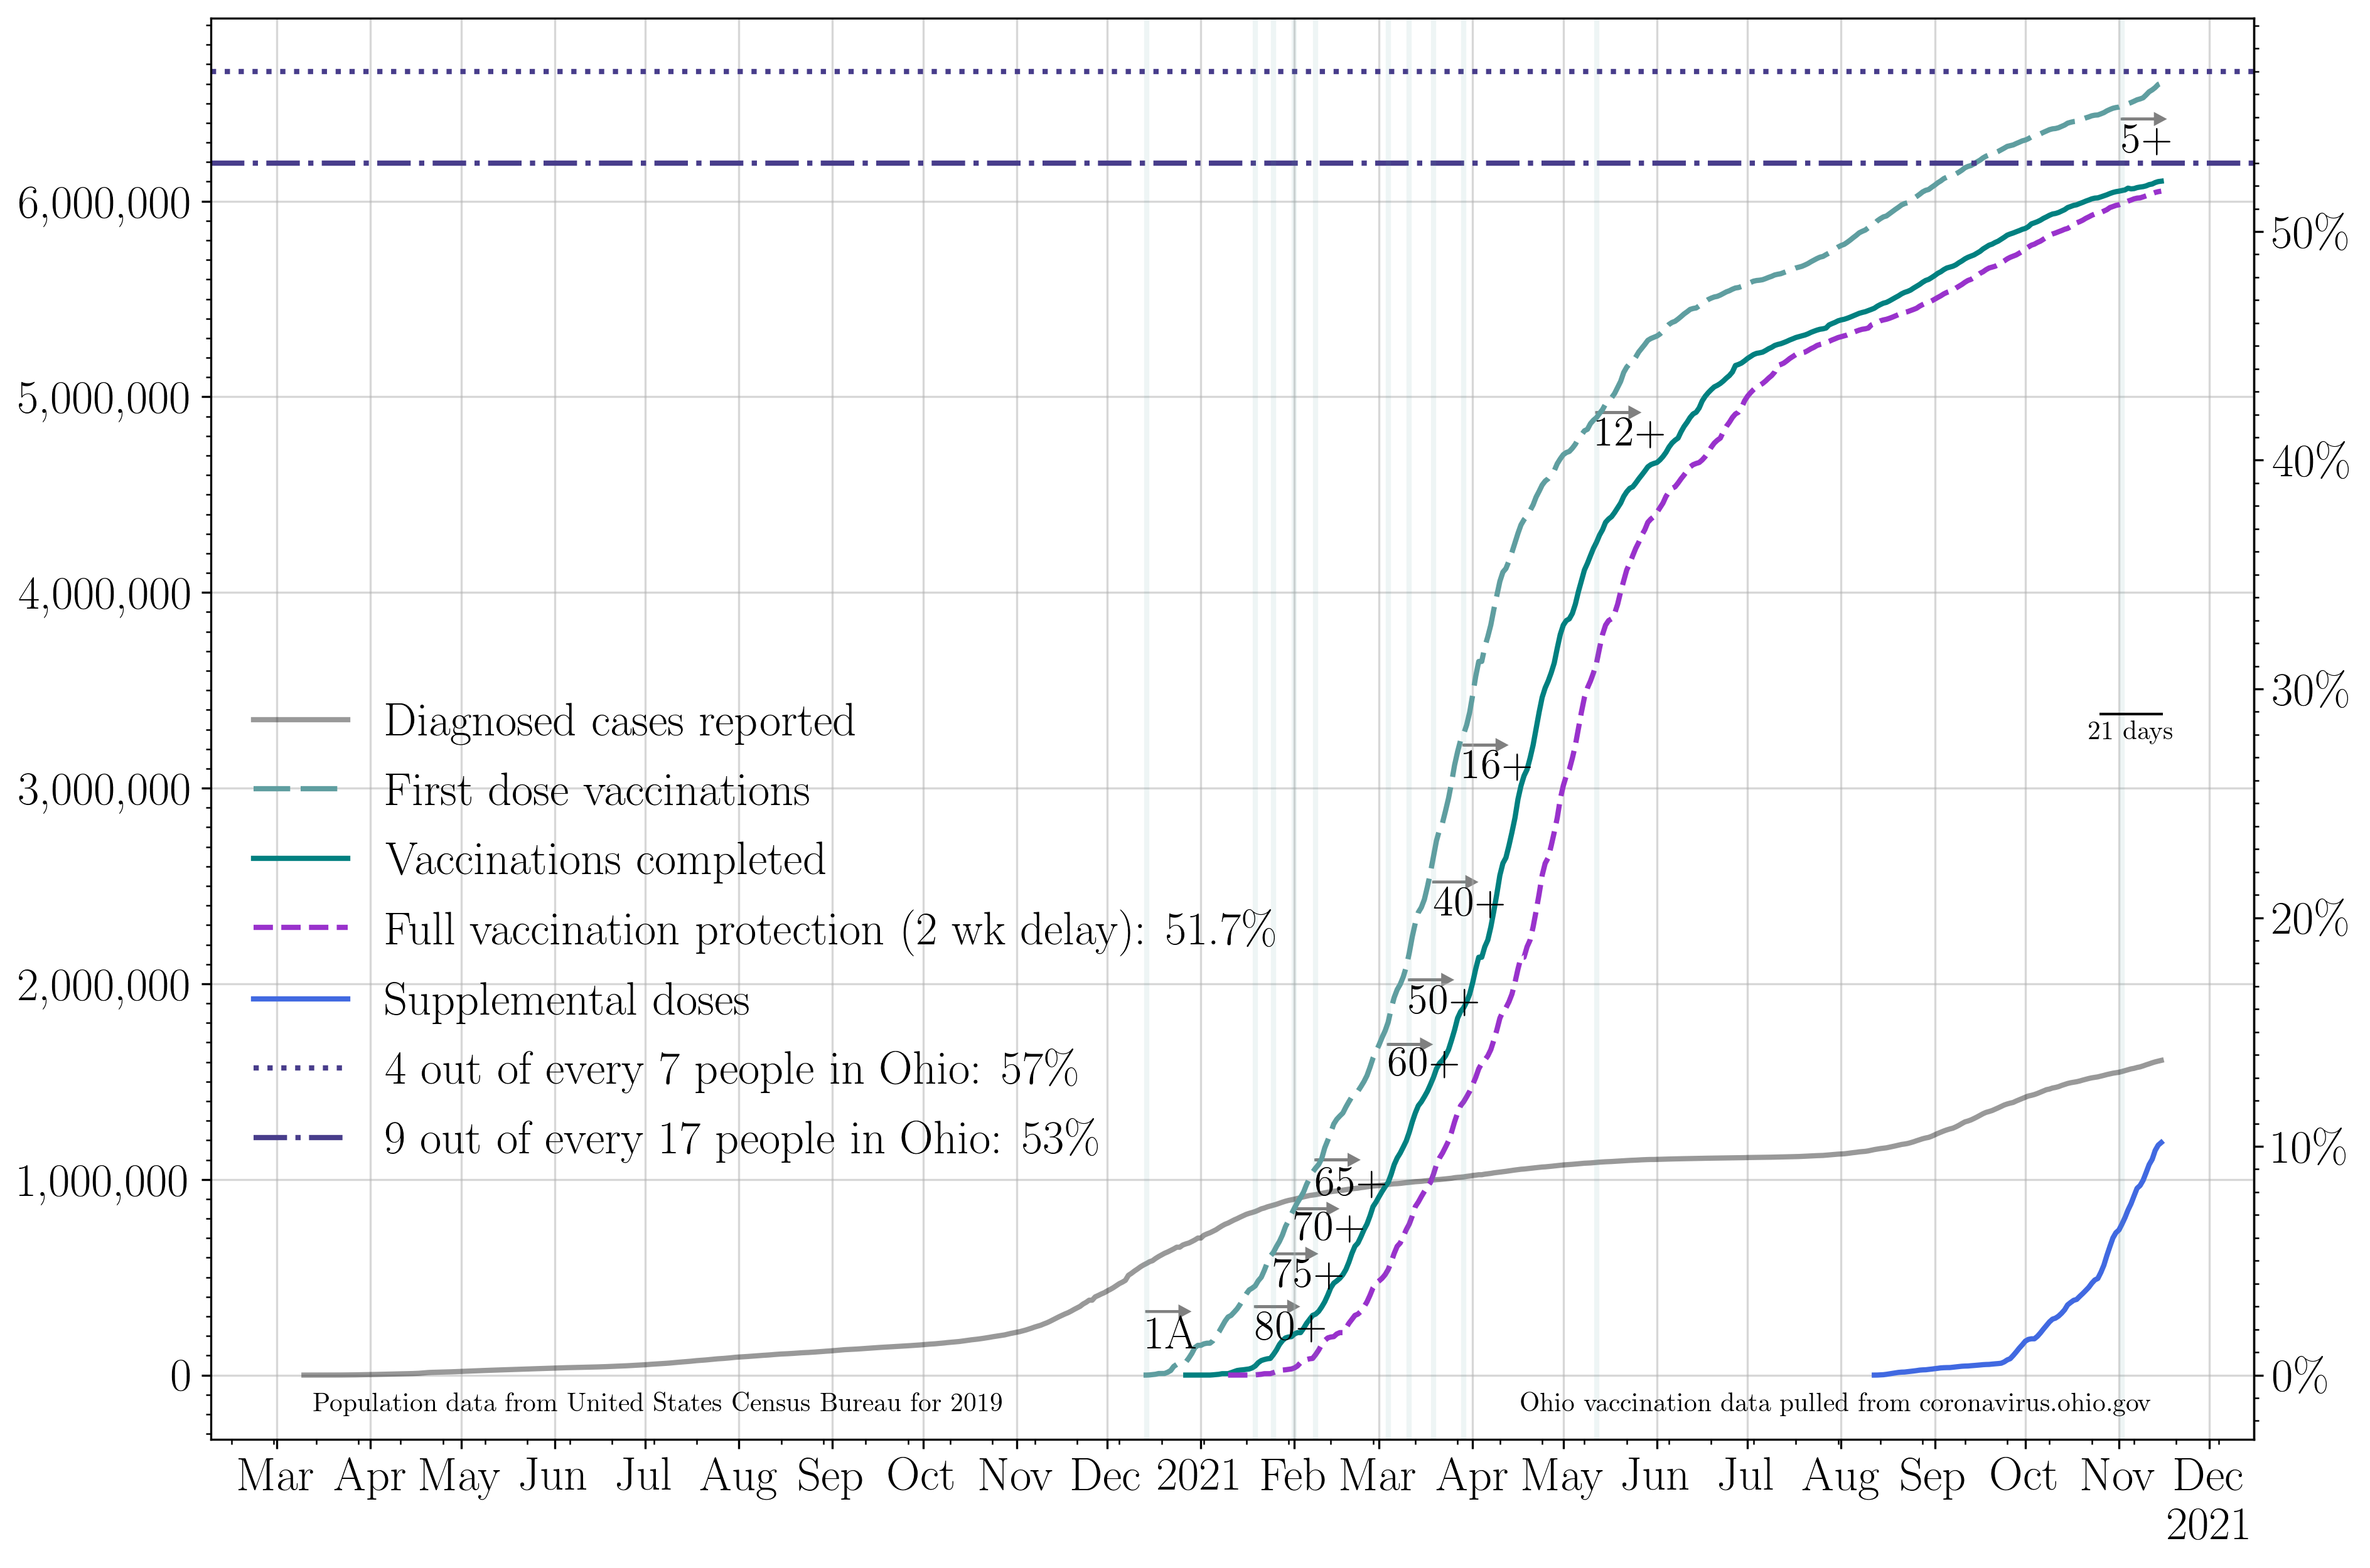 6,000,000
5,000,000
4,000,000
3,000,000
2,000,000
1,000,000
0
50%
40%
30%
20%
10%
0%
5+
12+
16+
40+
50+
60+
65+
70+
75+
80+
1A
21 days
Diagnosed cases reported
First dose vaccinations
Vaccinations completed
Full vaccination protection (2 wk delay): 51.7%
Supplemental doses
4 out of every 7 people in Ohio: 57%
9 out of every 17 people in Ohio: 53%
Population data from United States Census Bureau for 2019
Ohio vaccination data pulled from coronavirus.ohio.gov
Mar Apr May Jun Jul Aug Sep Oct Nov Dec 2021 Feb Mar Apr May Jun Jul Aug Sep Oct Nov Dec
2021